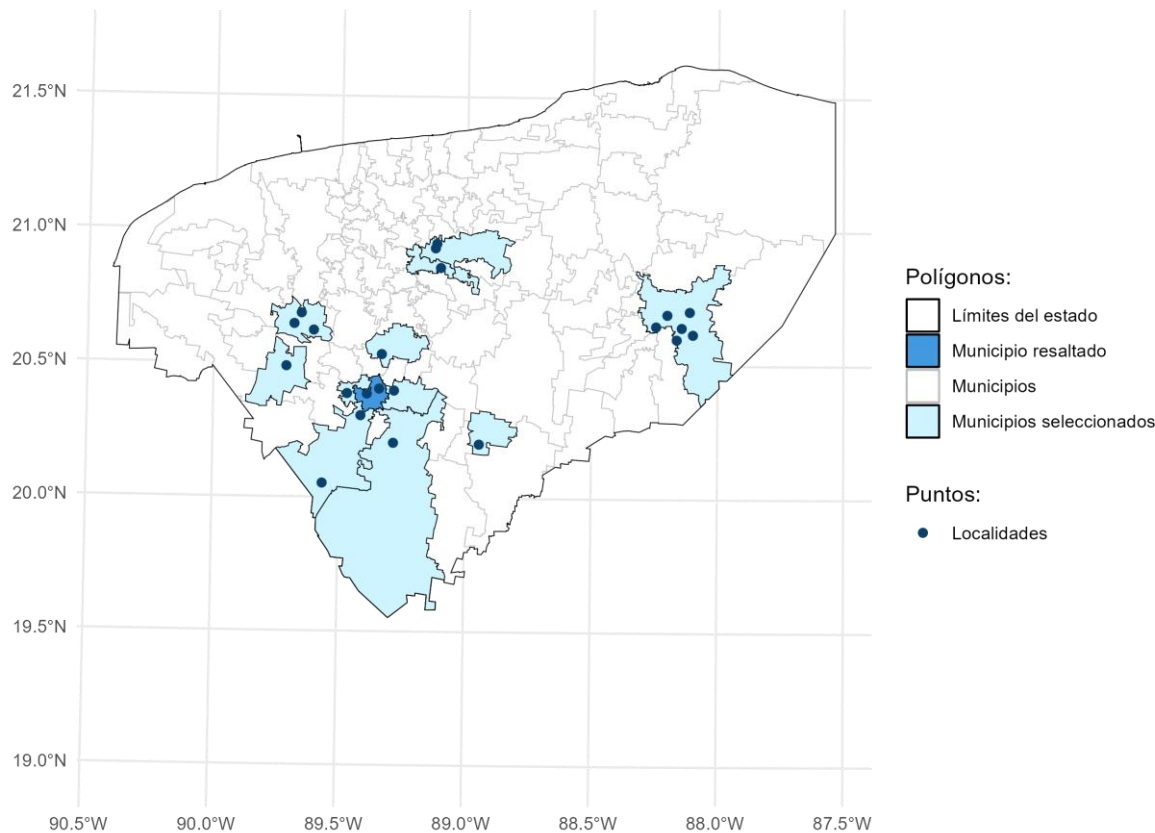 21.5°N
21.0°N
20.5°N
20.0°N
19.5°N
19.0°N
90.5°W 90.0°W 89.5°W 89.0°W 88.5°W 88.0°W 87.5°W
Polígonos:
Límites del estado
Municipio resaltado
Municipios
Municipios seleccionados
Puntos:
Localidades